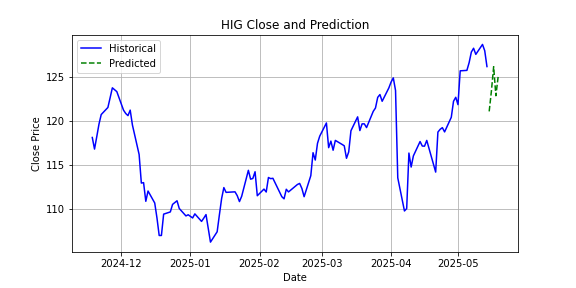 HIG Close and Prediction
Historical
Predicted
Close Price
125
120
115
110
2024-12
2025-01
2025-02
2025-03
2025-04
2025-05
Date